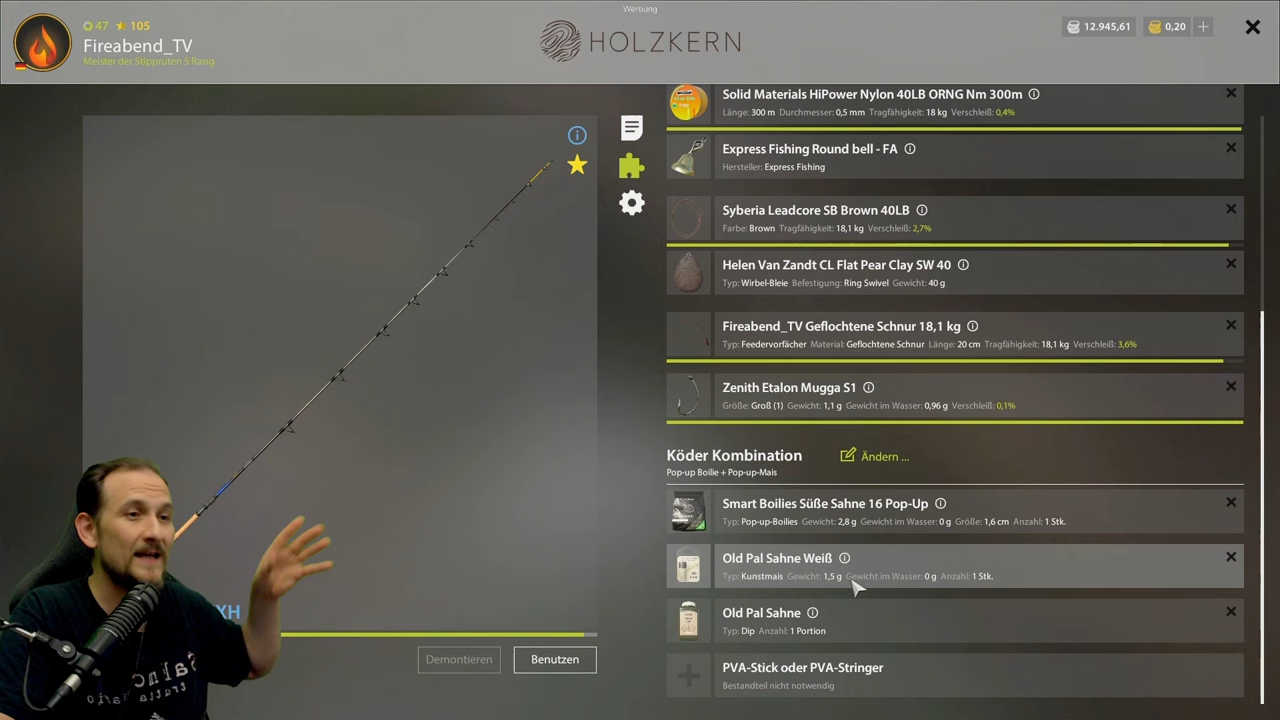 Werbung
47 105
Fireabend_TV
Meister der Stippruten 5 Rang
HOLZKERN
12.945,61 0,20
Solid Materials HiPower Nylon 40LB ORNG Nm 300m
Länge: 300 m Durchmesser: 0,5 mm Tragfähigkeit: 18 kg Verschleiß: 0,4%
Express Fishing Round bell - FA
Hersteller: Express Fishing
Syberia Leadcore SB Brown 40LB
Farbe: Brown Tragfähigkeit: 18,1 kg Verschleiß: 2,7%
Helen Van Zandt CL Flat Pear Clay SW 40
Typ: Wirbel-Bleie Befestigung: Ring Swivel Gewicht: 40 g
Fireabend_TV Geflochtene Schnur 18,1 kg
Typ: Feedervorfächer Material: Geflochtene Schnur Länge: 20 cm Tragfähigkeit: 18,1 kg Verschleiß: 3,6%
Zenith Etalon Mugga S1
Größe: Groß (1) Gewicht: 1,1 g Gewicht im Wasser: 0,96 g Verschleiß: 0,1%
Köder Kombination Ändern ...
Pop-up Boilie + Pop-up-Mais
Smart Boilies Süße Sahne 16 Pop-Up
Typ: Pop-up-Boilies Gewicht: 2,8 g Gewicht im Wasser: 0 g Größe: 1,6 cm Anzahl: 1 Stk.
Old Pal Sahne Weiß
Typ: Kunstmais Gewicht: 1,5 g Gewicht im Wasser: 0 g Anzahl: 1 Stk.
Old Pal Sahne
Typ: Dip Anzahl: 1 Portion
PVA-Stick oder PVA-Stringer
Bestandteil nicht notwendig
XH
Demontieren Benutzen